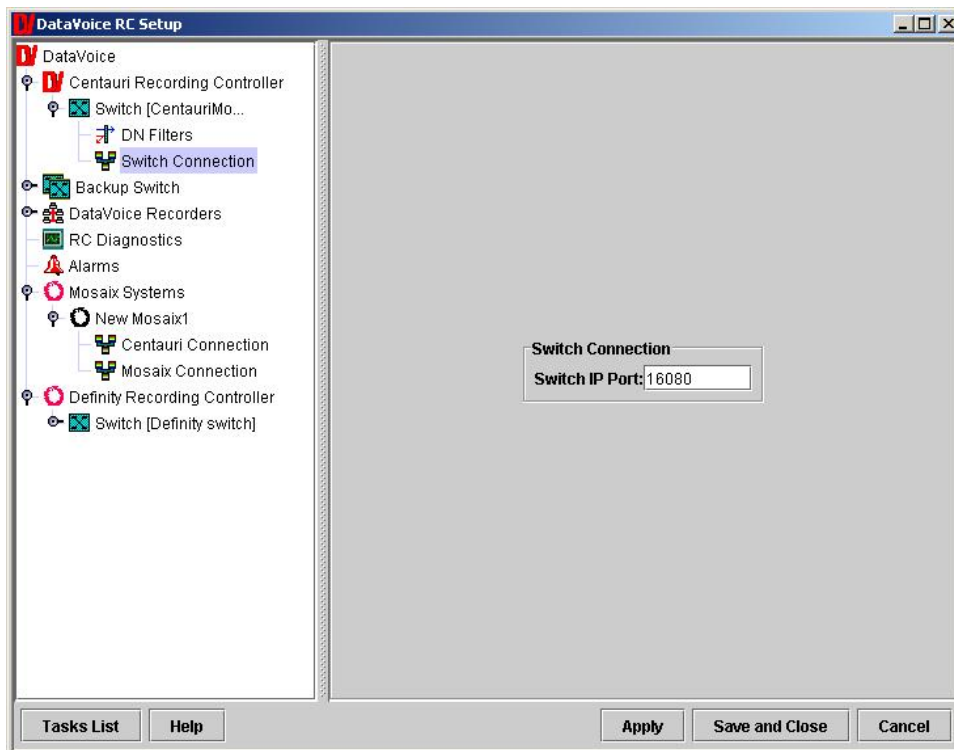 DataVoice RC Setup
DataVoice
Centauri Recording Controller
Switch [CentauriMo...
DN Filters
Switch Connection
Backup Switch
DataVoice Recorders
RC Diagnostics
Alarms
Mosaix Systems
New Mosaix1
Centauri Connection
Mosaix Connection
Definity Recording Controller
Switch [Definity switch]
Switch Connection
Switch IP Port: 16080
Tasks List Help Apply Save and Close Cancel